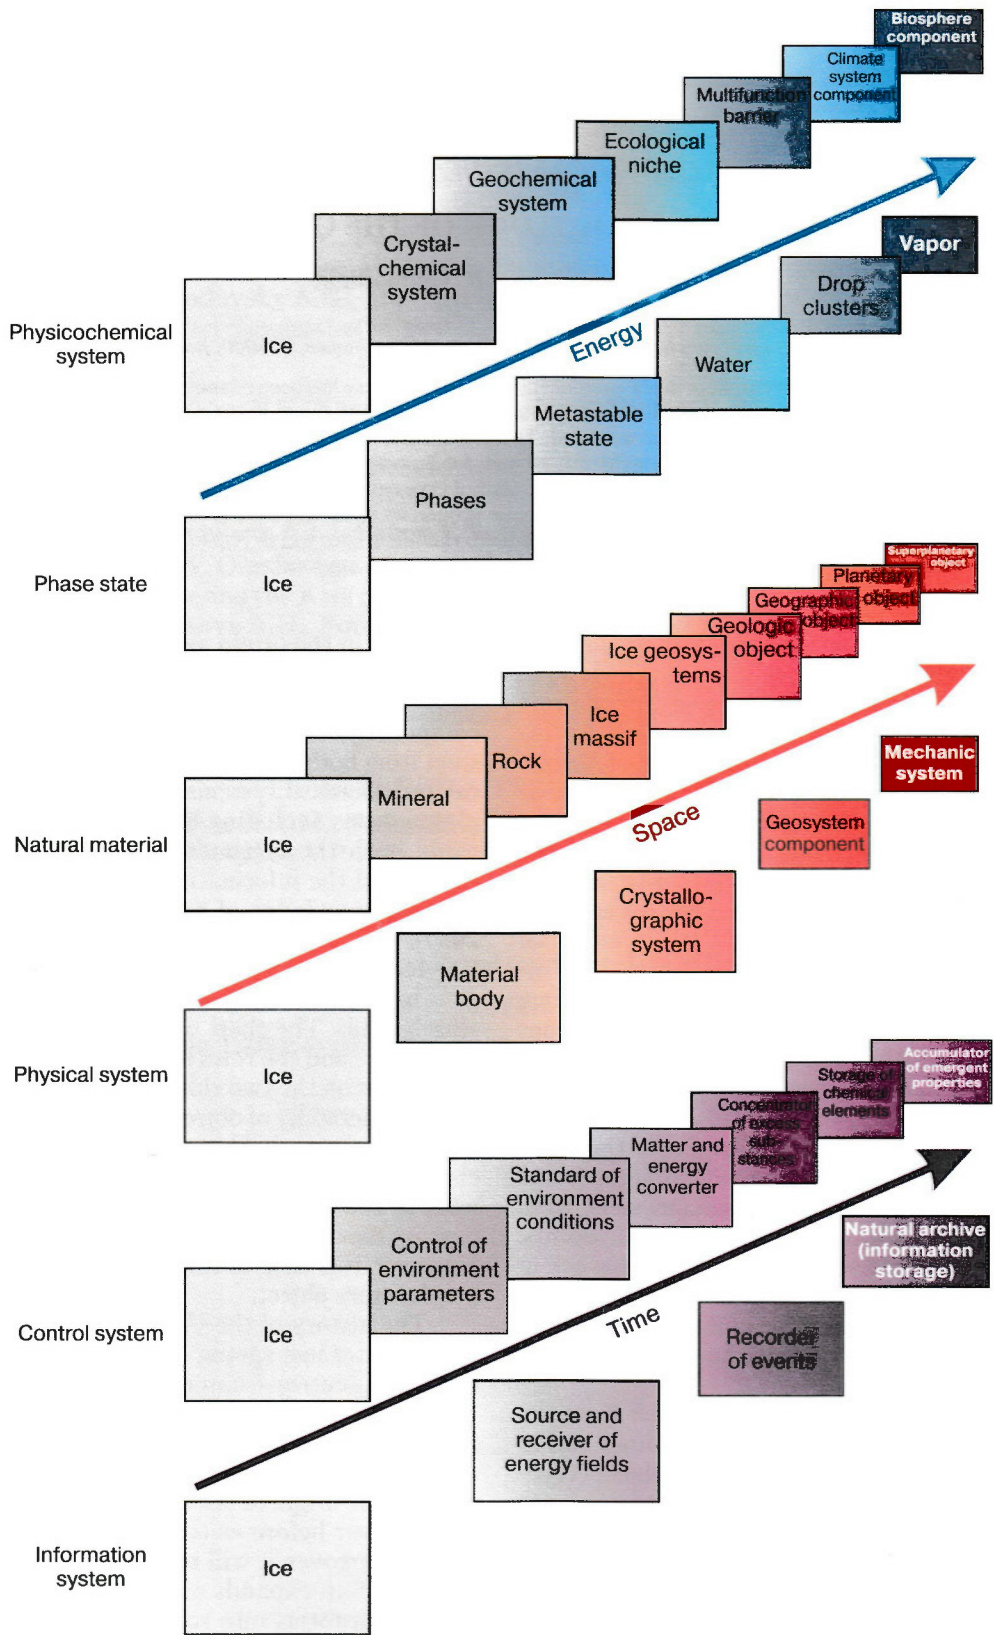 Biosphere
component
Climate
system
component
Multifunction
barrier
Ecological
niche
Geochemical
system
Crystal-
chemical
system
Physicochemical
system
Ice
Energy
Vapor
Drop
clusters
Water
Metastable
state
Phases
Phase state
Ice
Superplanetary
object
Planetary
object
Geographic
object
Geologic
object
Ice geosys-
tems
Ice
massif
Rock
Mineral
Natural material
Ice
Space
Mechanic
system
Geosystem
component
Crystallo-
graphic
system
Material
body
Physical system
Ice
Accumulator
of emergent
properties
Storage of
chemical
elements
Concentrator
of excess
sub-
stances
Matter and
energy
converter
Standard of
environment
conditions
Control of
environment
parameters
Control system
Ice
Time
Natural archive
(information
storage)
Recorder
of events
Source and
receiver of
energy fields
Information
system
Ice